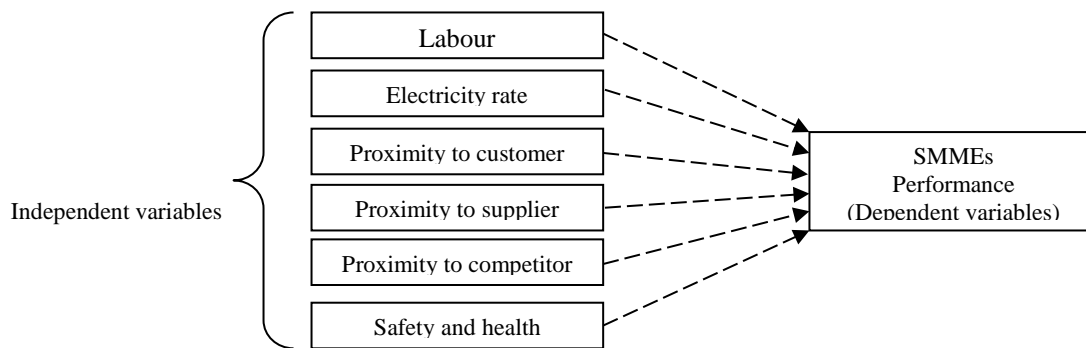 Labour
Electricity rate
Proximity to customer
Proximity to supplier
Proximity to competitor
Safety and health
Independent variables
SMMEs
Performance
(Dependent variables)